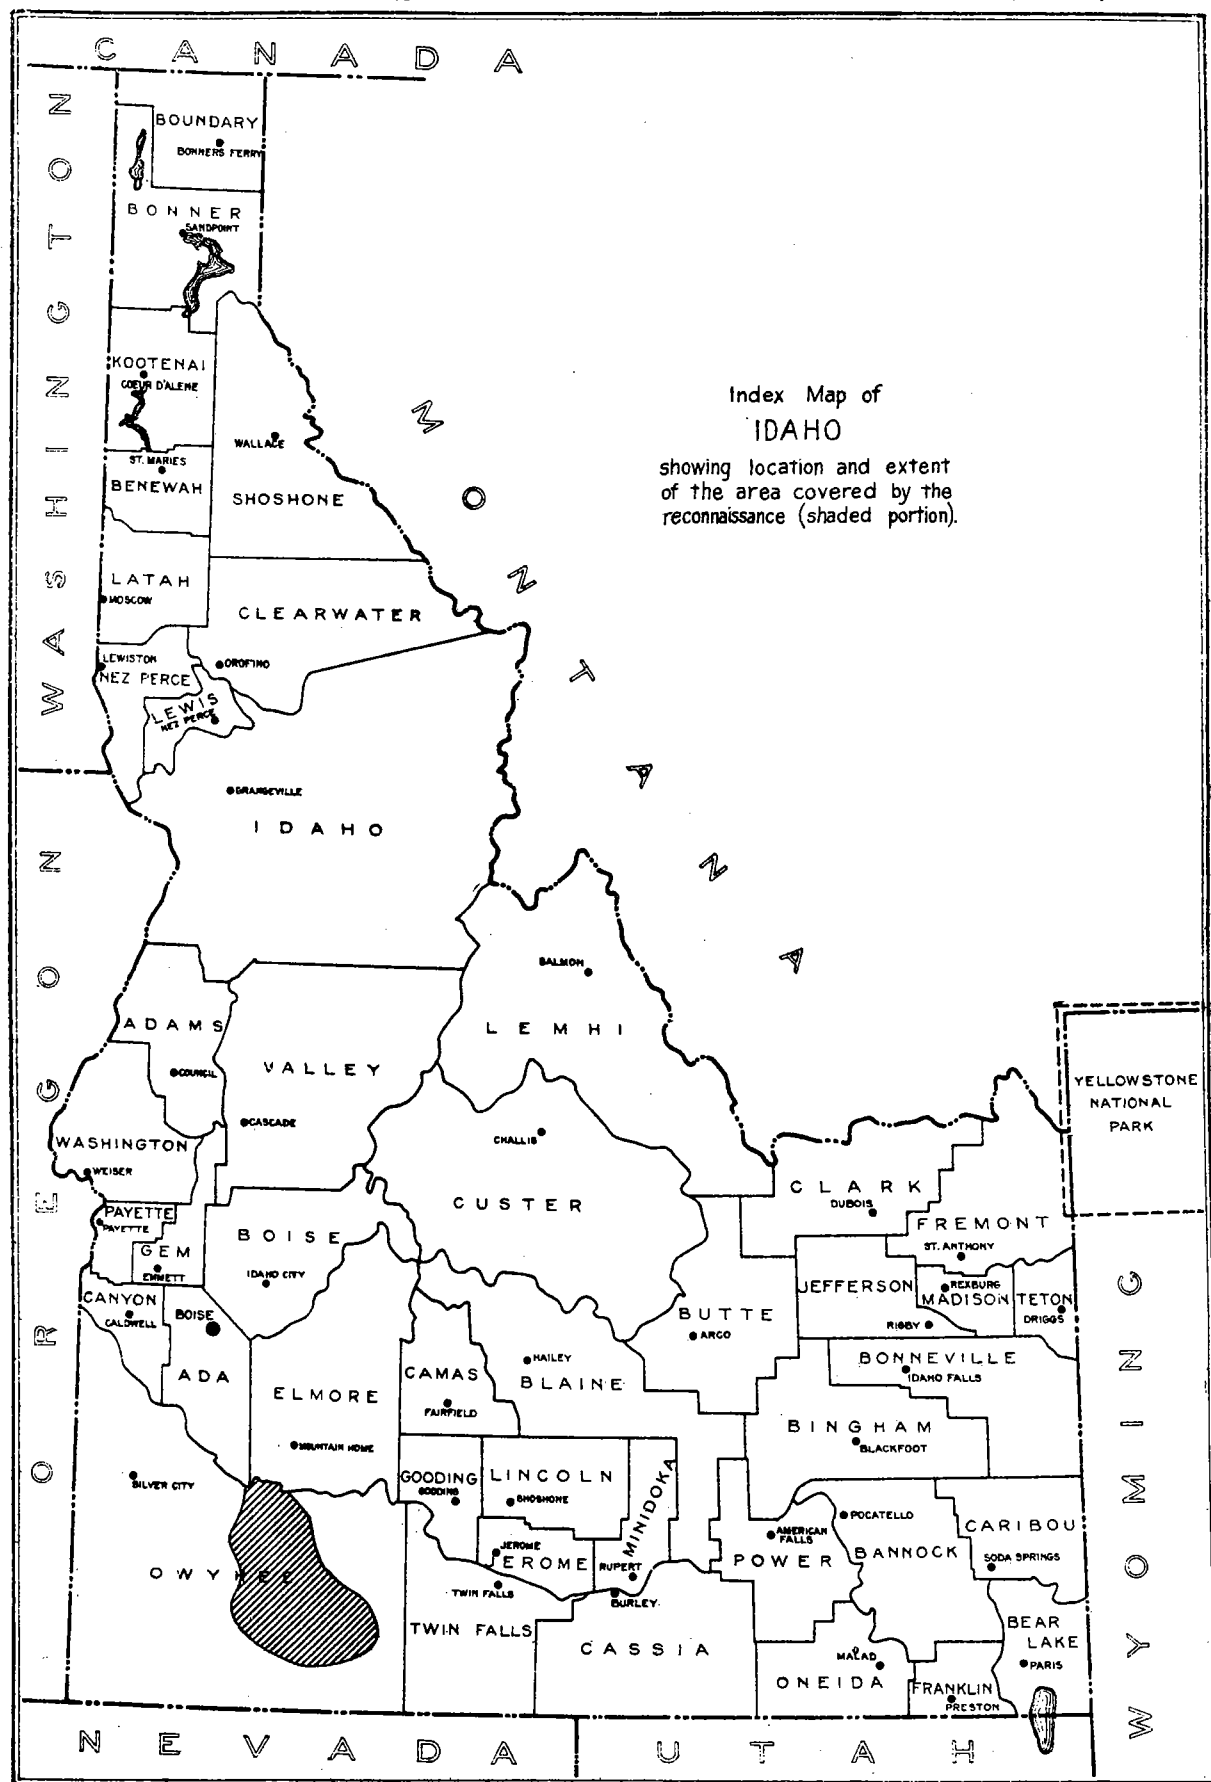 CANADA
WASHINGTON
BOUNDARY
BONNERS FERRY
BONNER
SANDPOINT
KOOTENAI
COEUR D'ALENE
WALLACE
ST. MARIES
BENEWAH
SHOSHONE
MONTANA
Index Map of
IDAHO
showing location and extent
of the area covered by the
reconnaissance (shaded portion).
LATAH
MOSCOW
CLEARWATER
LEWISTON
NEZ PERCE
OROFINO
LEWIS
NEZ PERCE
GRANGEVILLE
IDAHO
OREGON
SALMON
LEMHI
ADAMS
COUNCIL
VALLEY
CASCADE
WASHINGTON
WEISER
CHALLIS
CUSTER
YELLOWSTONE
NATIONAL
PARK
CLARK
DUBOIS
FREMONT
ST. ANTHONY
PAYETTE
PAYETTE
GEM
EMMETT
BOISE
IDAHO CITY
JEFFERSON
REXBURG
MADISON
TETON
DRIGGS
RIGBY
CANYON
CALDWELL
BOISE
ADA
BUTTE
ARCO
HAILEY
BLAINE
CAMAS
FAIRFIELD
ELMORE
MOUNTAIN HOME
BONNEVILLE
IDAHO FALLS
BINGHAM
BLACKFOOT
WYOMING
SILVER CITY
OWYHEE
GOODING
GOODING
LINCOLN
SHOSHONE
MINIDOKA
JEROME
JEROME
RUPERT
BURLEY
TWIN FALLS
TWIN FALLS
CASSIA
AMERICAN
FALLS
POWER
POCATELLO
BANNOCK
CARIBOU
SODA SPRINGS
BEAR
LAKE
PARIS
MALAD
ONEIDA
FRANKLIN
PRESTON
NEVADA
UTAH